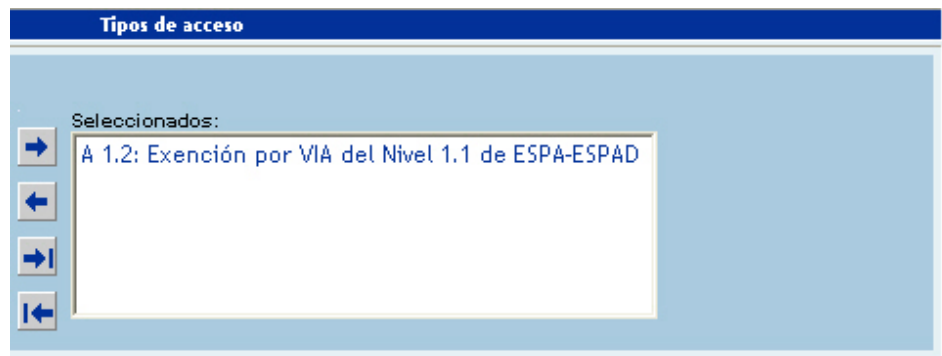 Tipos de acceso
Seleccionados:
A 1.2: Exención por VIA del Nivel 1.1 de ESPA-ESPAD